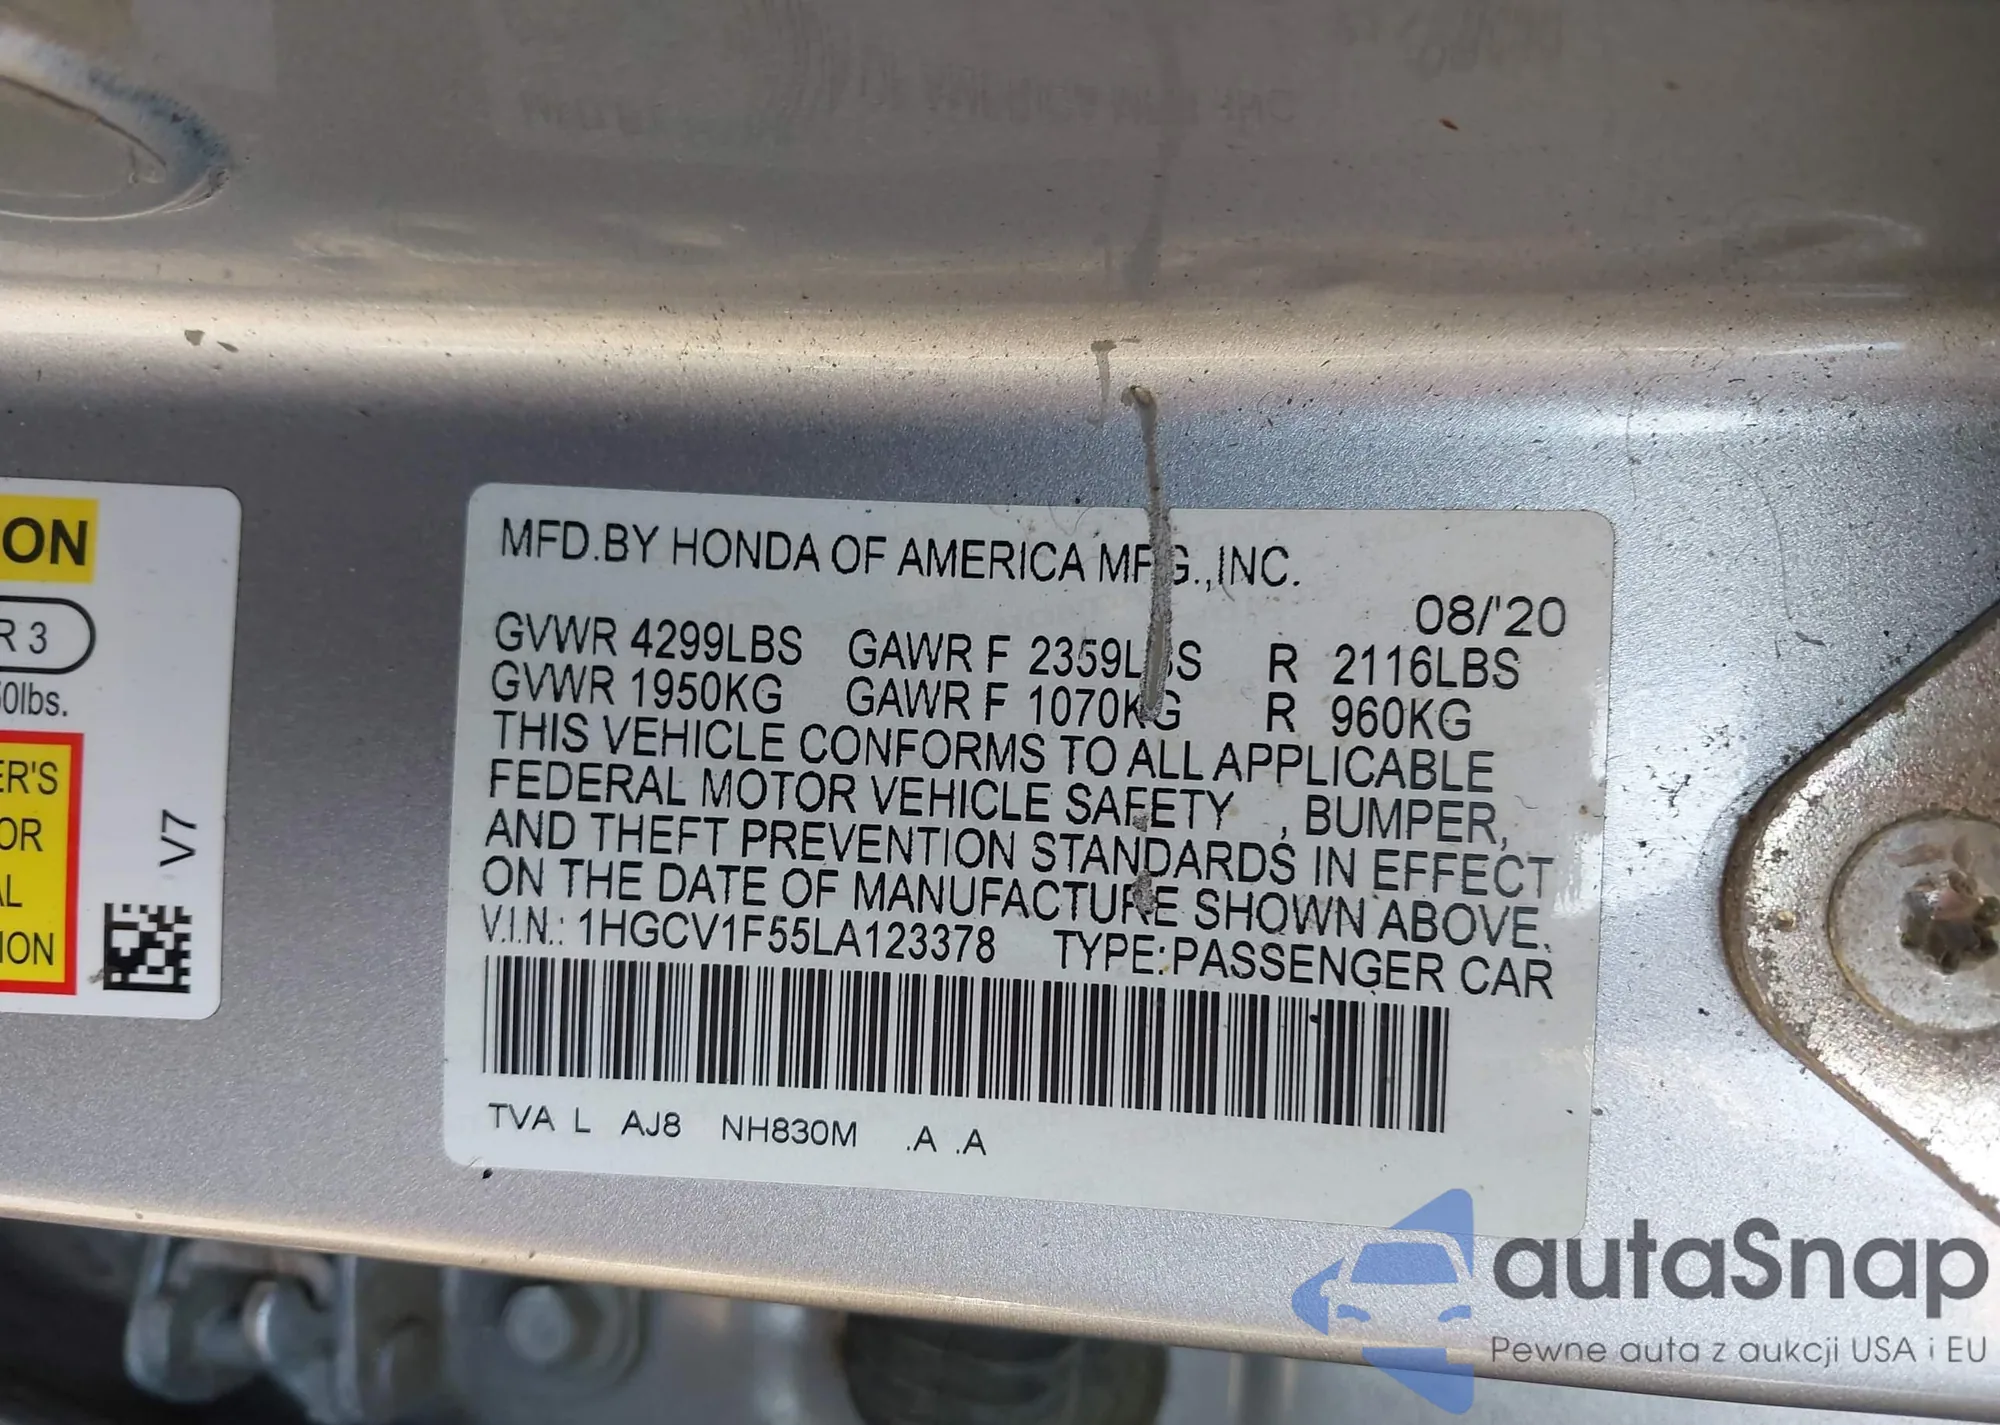 ON
R 3
0lbs.
ER'S
OR
AL
ION
V7
MFD.BY HONDA OF AMERICA MFG.,INC.
08/'20
GVWR 4299LBS GAWR F 2359LBS R 2116LBS
GVWR 1950KG GAWR F 1070KG R 960KG
THIS VEHICLE CONFORMS TO ALL APPLICABLE
FEDERAL MOTOR VEHICLE SAFETY , BUMPER,
AND THEFT PREVENTION STANDARDS IN EFFECT
ON THE DATE OF MANUFACTURE SHOWN ABOVE.
V.I.N.: 1HGCV1F55LA123378 TYPE:PASSENGER CAR
TVA L AJ8 NH830M .A .A
autaSnap
Pewne auta z aukcji USA i EU